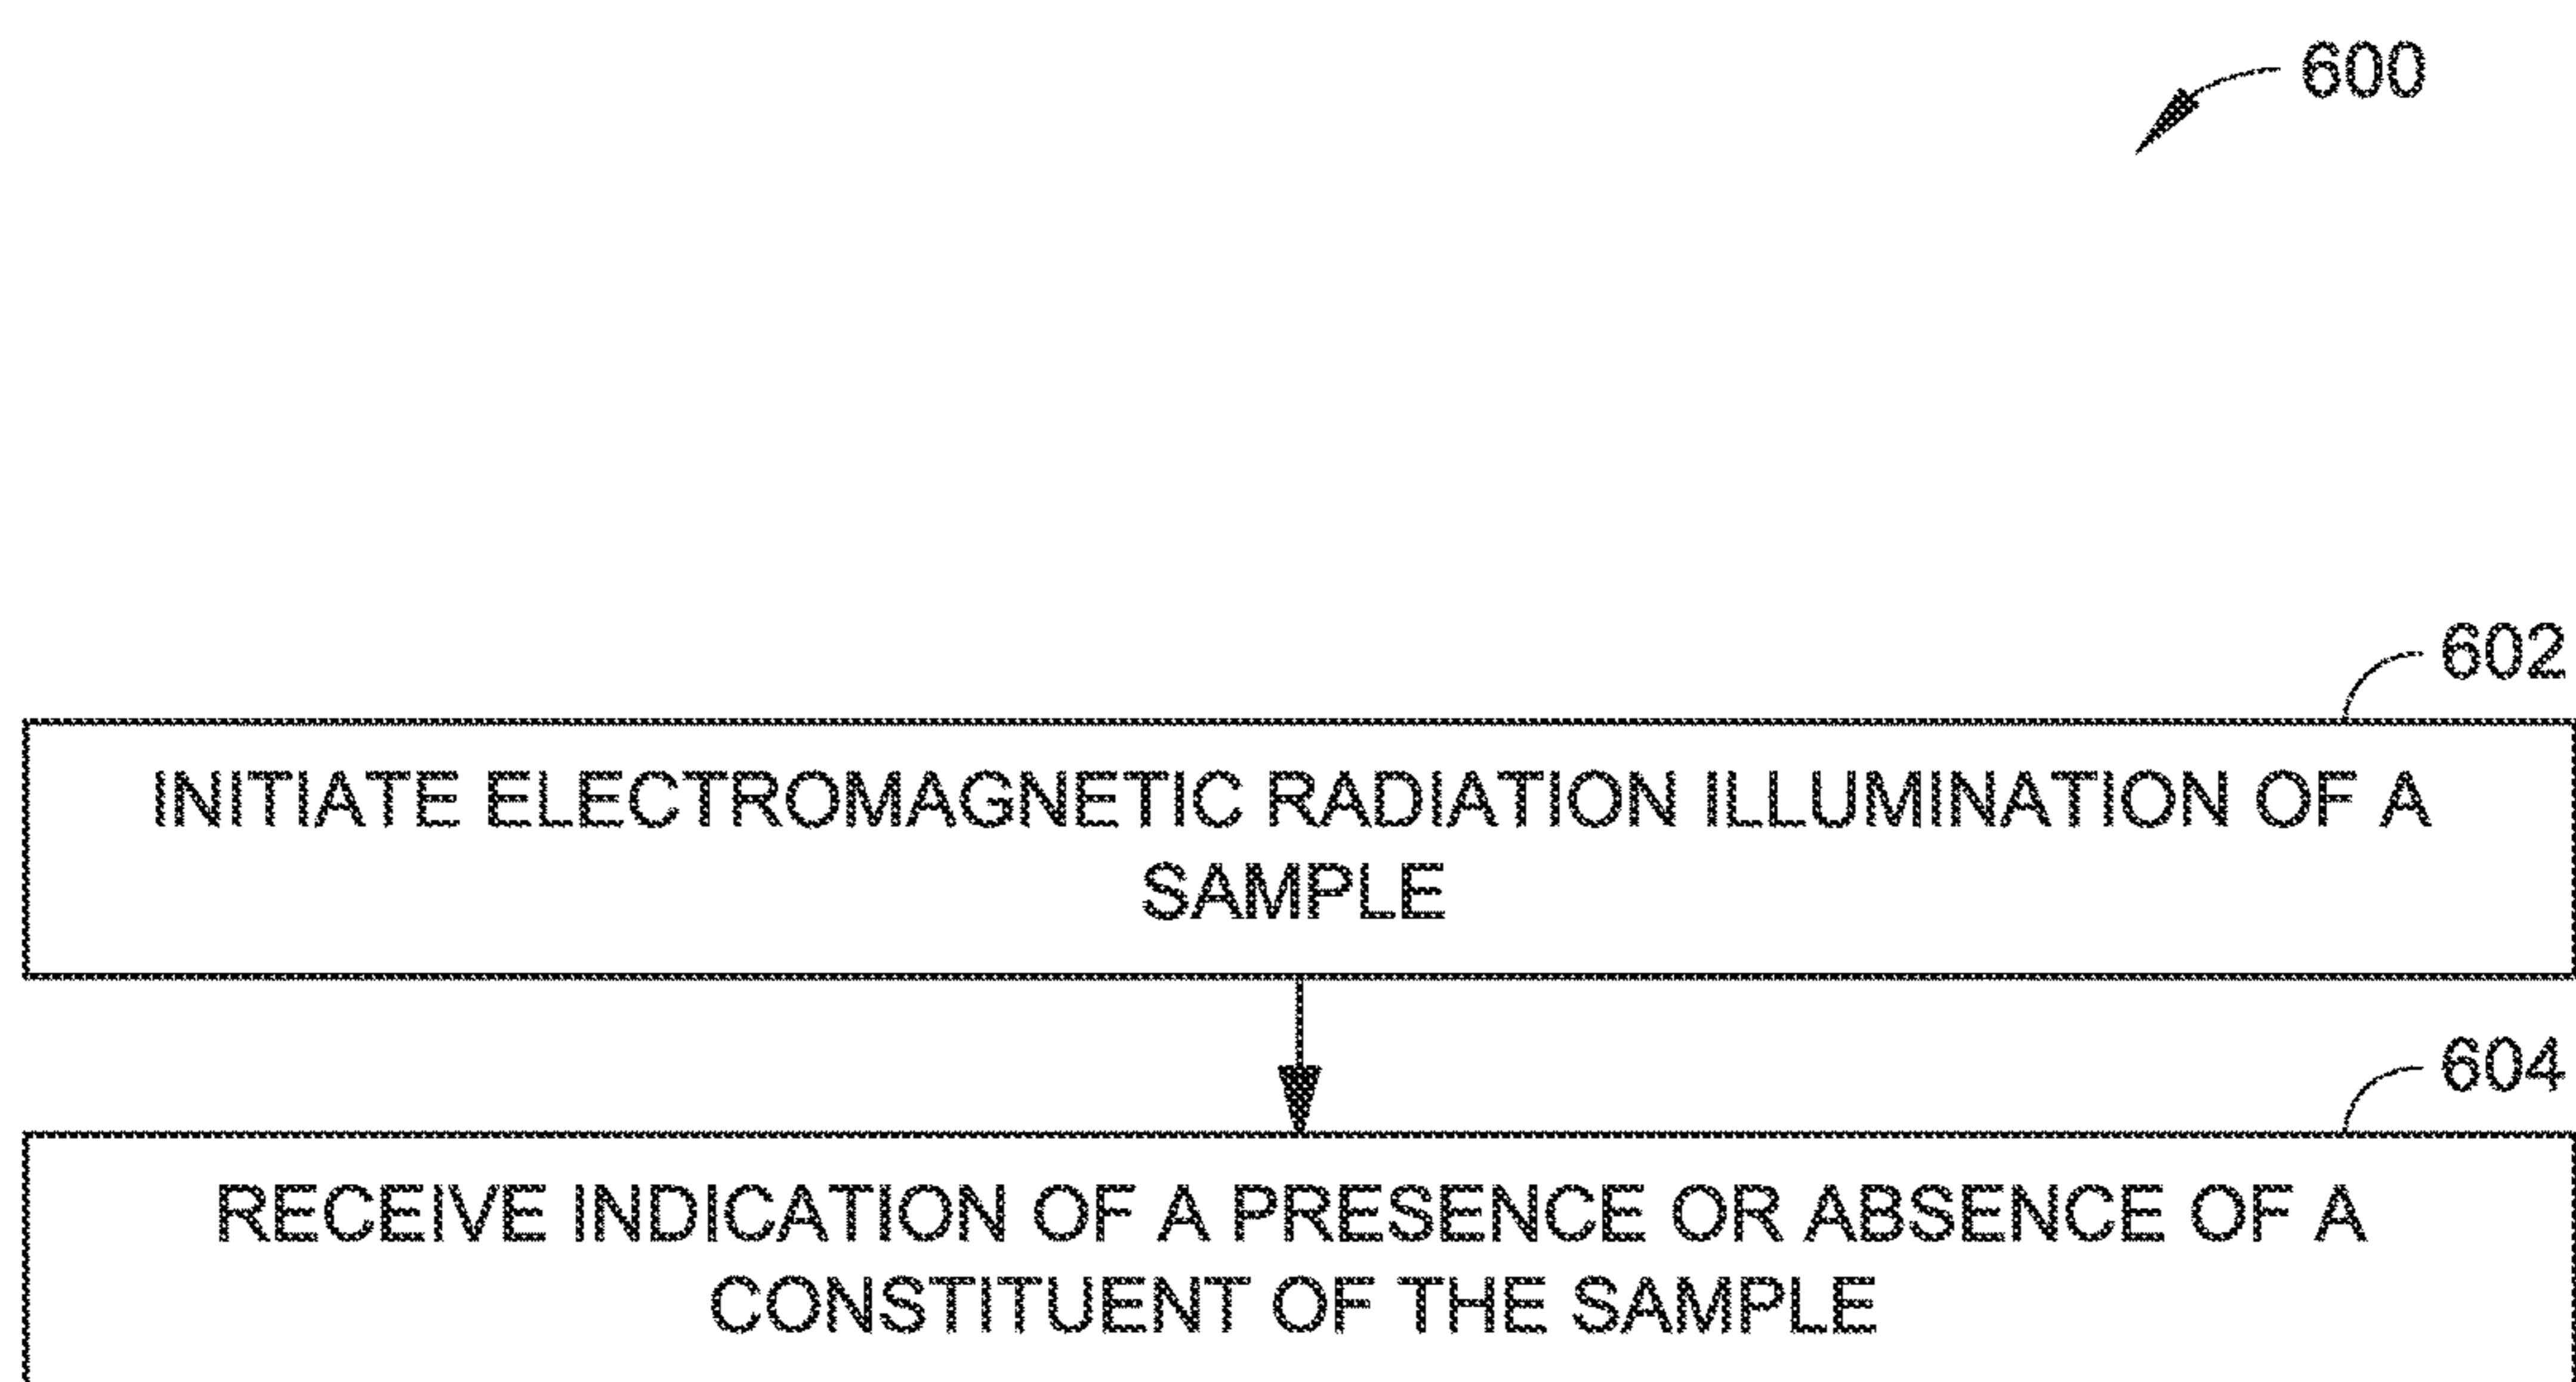 600
602
INITIATE ELECTROMAGNETIC RADIATION ILLUMINATION OF A
SAMPLE
604
RECEIVE INDICATION OF A PRESENCE OR ABSENCE OF A
CONSTITUENT OF THE SAMPLE